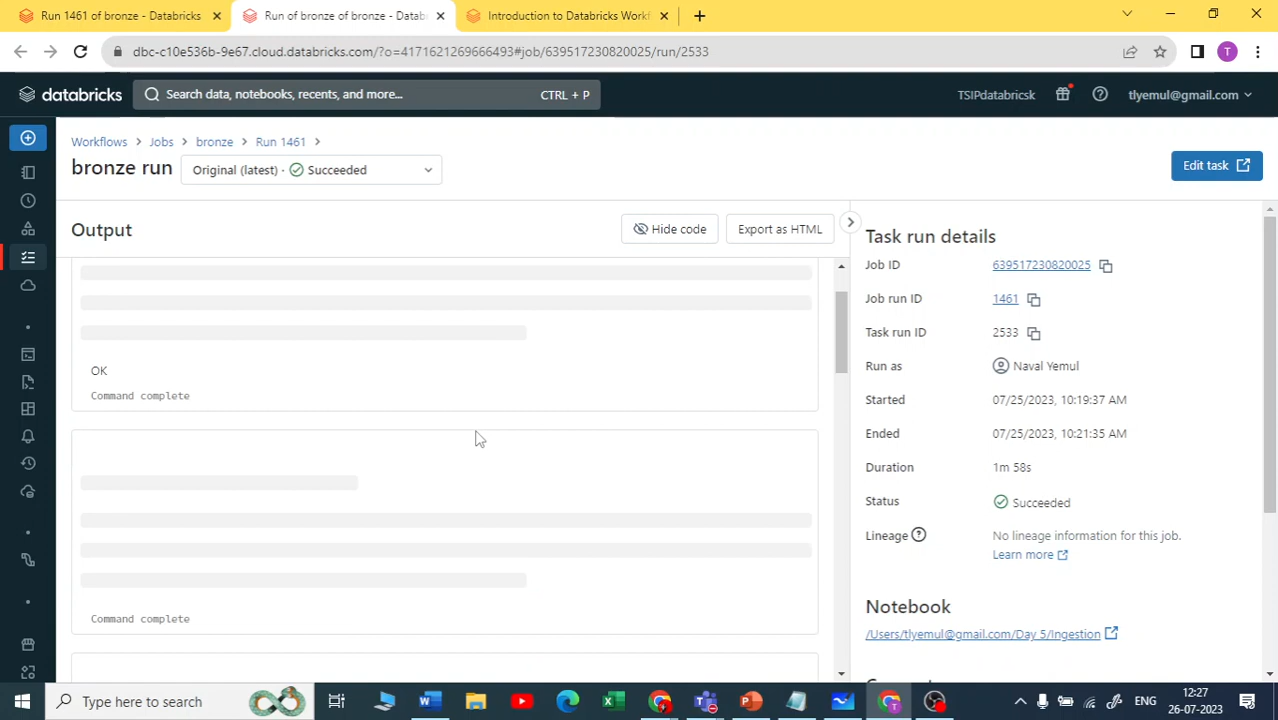 Run 1461 of bronze - Databricks
Run of bronze of bronze - Datab
Introduction to Databricks Workf
dbc-c10e536b-9e67.cloud.databricks.com/?o=4171621269666493#job/639517230820025/run/2533
T
databricks
Search data, notebooks, recents, and more...
CTRL + P
TSIPdatabricsk
tlyemul@gmail.com
Workflows > Jobs > bronze > Run 1461 >
bronze run
Original (latest) · Succeeded
Edit task
Output
Hide code
Export as HTML
OK
Command complete
Command complete
Task run details
Job ID 639517230820025
Job run ID 1461
Task run ID 2533
Run as Naval Yemul
Started 07/25/2023, 10:19:37 AM
Ended 07/25/2023, 10:21:35 AM
Duration 1m 58s
Status Succeeded
Lineage No lineage information for this job.
Learn more
Notebook
/Users/tlyemul@gmail.com/Day 5/Ingestion
Type here to search
ENG
12:27
26-07-2023